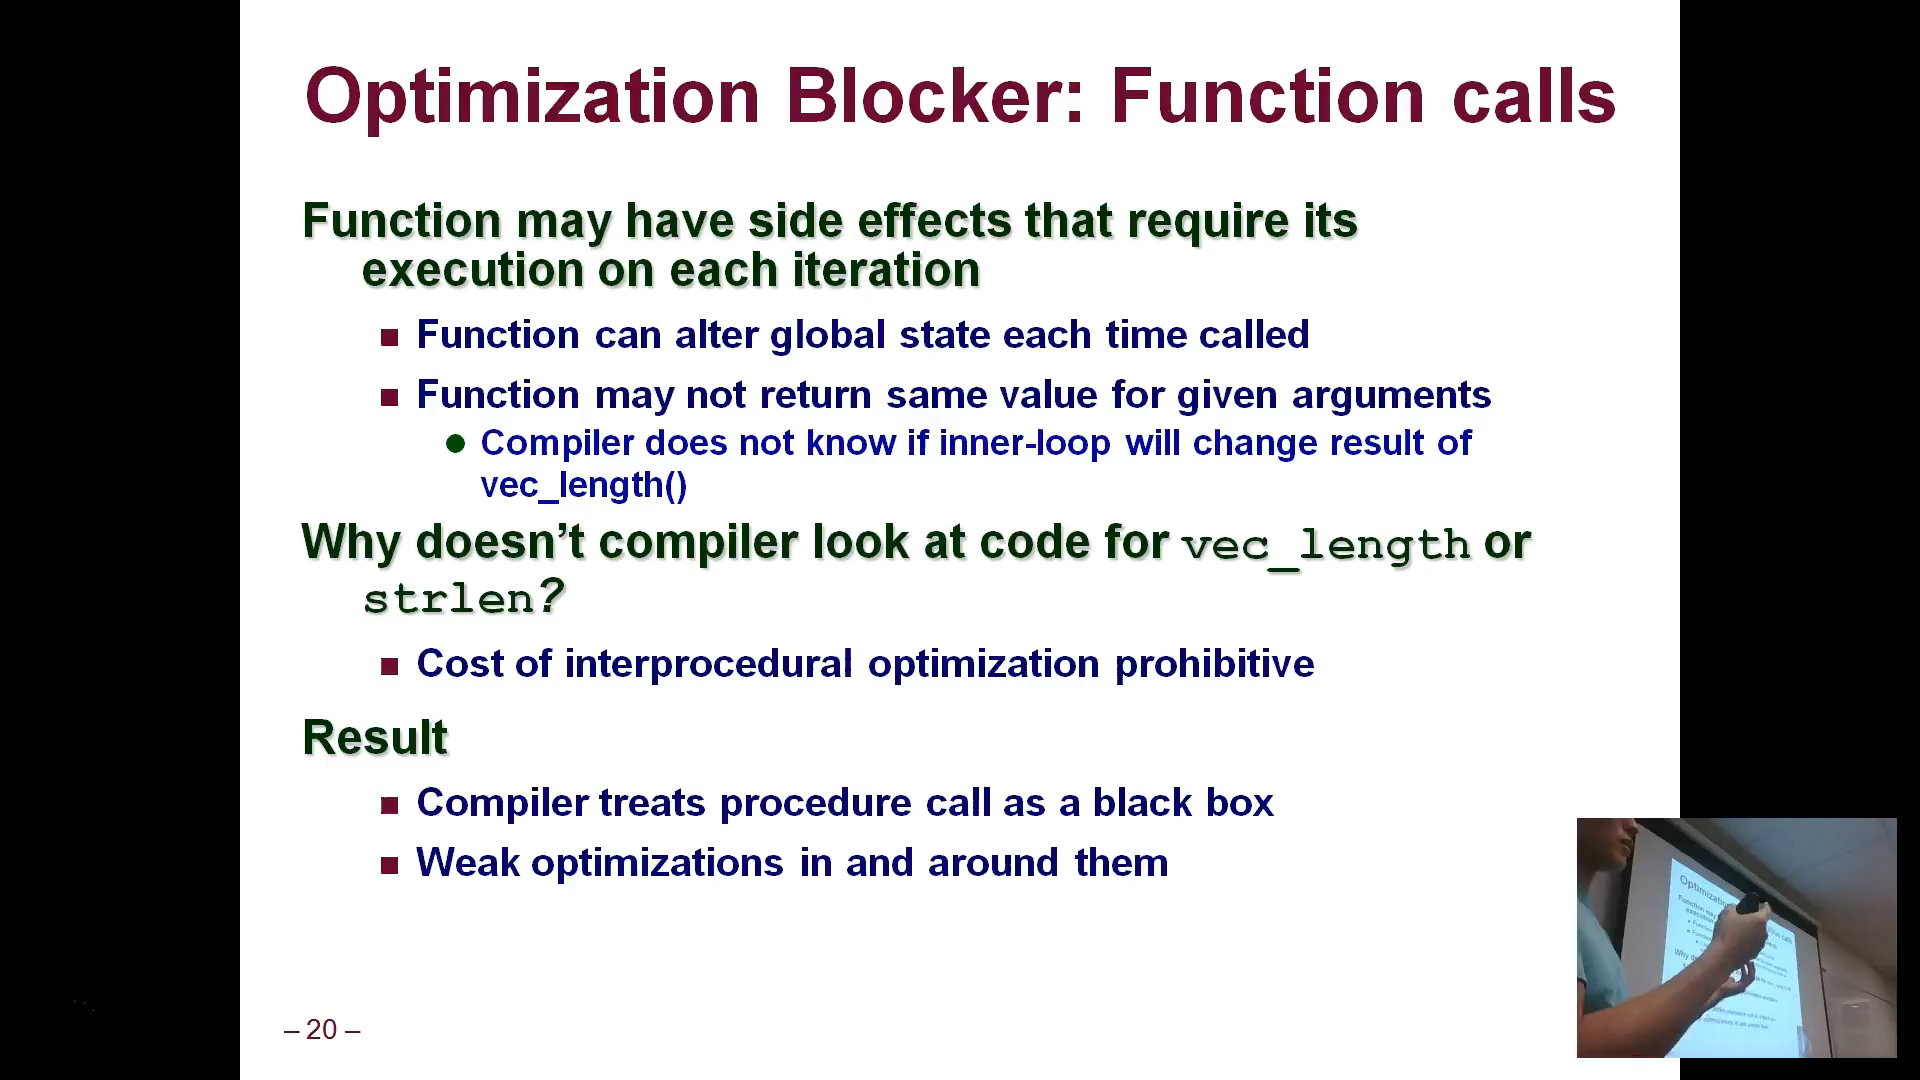 Optimization Blocker: Function calls
Function may have side effects that require its
execution on each iteration
Function can alter global state each time called
Function may not return same value for given arguments
Compiler does not know if inner-loop will change result of
vec_length()
Why doesn’t compiler look at code for vec_length or
strlen?
Cost of interprocedural optimization prohibitive
Result
Compiler treats procedure call as a black box
Weak optimizations in and around them
– 20 –